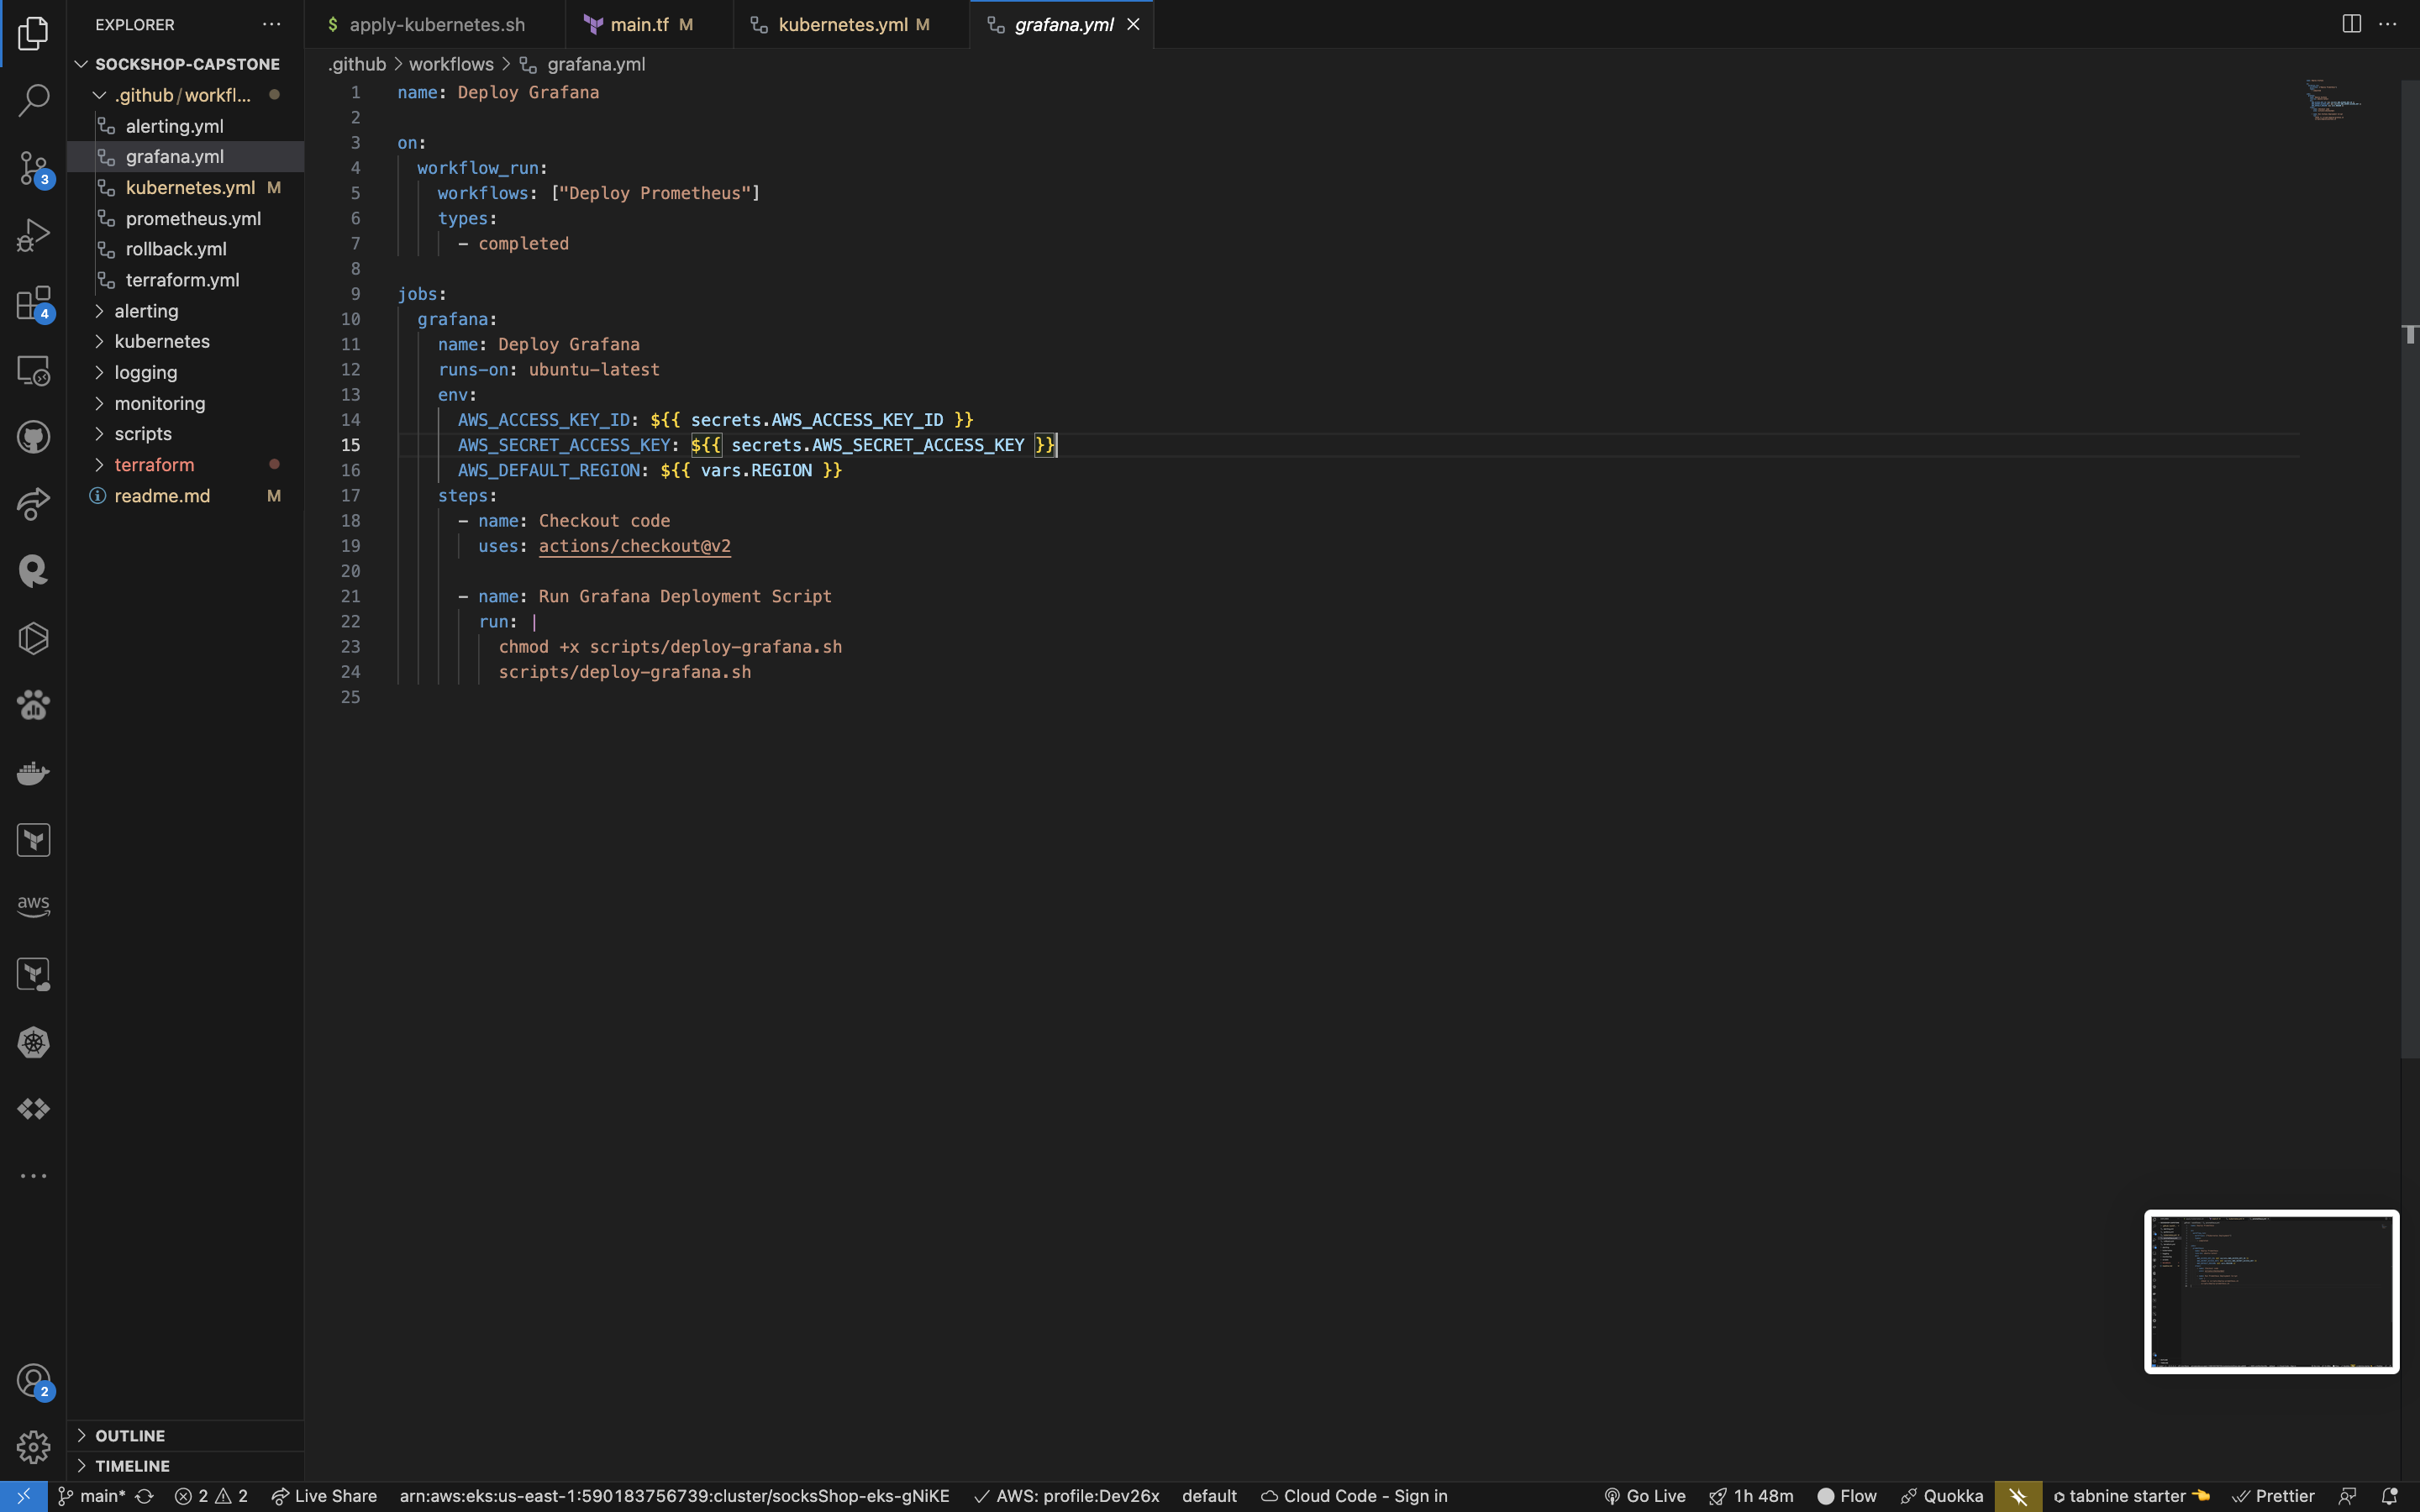 EXPLORER
SOCKSHOP-CAPSTONE
.github/workfl...
alerting.yml
grafana.yml
kubernetes.yml M
prometheus.yml
rollback.yml
terraform.yml
alerting
kubernetes
logging
monitoring
scripts
terraform
readme.md M
OUTLINE
TIMELINE
3
4
aws
2
$ apply-kubernetes.sh
main.tf M
kubernetes.yml M
grafana.yml
.github > workflows > grafana.yml
1 name: Deploy Grafana
2
3 on:
4 workflow_run:
5 workflows: ["Deploy Prometheus"]
6 types:
7 - completed
8
9 jobs:
10 grafana:
11 name: Deploy Grafana
12 runs-on: ubuntu-latest
13 env:
14 AWS_ACCESS_KEY_ID: ${{ secrets.AWS_ACCESS_KEY_ID }}
15 AWS_SECRET_ACCESS_KEY: ${{ secrets.AWS_SECRET_ACCESS_KEY }}
16 AWS_DEFAULT_REGION: ${{ vars.REGION }}
17 steps:
18 - name: Checkout code
19 uses: actions/checkout@v2
20
21 - name: Run Grafana Deployment Script
22 run: |
23 chmod +x scripts/deploy-grafana.sh
24 scripts/deploy-grafana.sh
25
main* 2 2 Live Share arn:aws:eks:us-east-1:590183756739:cluster/socksShop-eks-gNiKE AWS: profile:Dev26x default Cloud Code - Sign in Go Live 1h 48m Flow Quokka tabnine starter Prettier